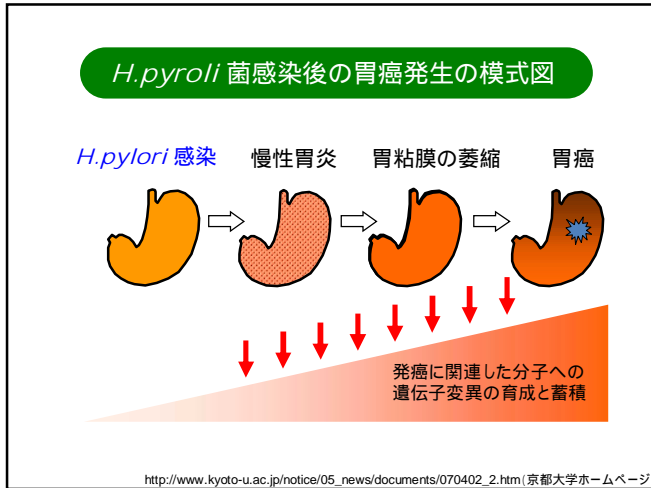 H.pyroli 菌感染後の胃癌発生の模式図
H.pylori 感染 慢性胃炎 胃粘膜の萎縮 胃癌
発癌に関連した分子への
遺伝子変異の育成と蓄積
http://www.kyoto-u.ac.jp/notice/05_news/documents/070402_2.htm(京都大学ホームページ